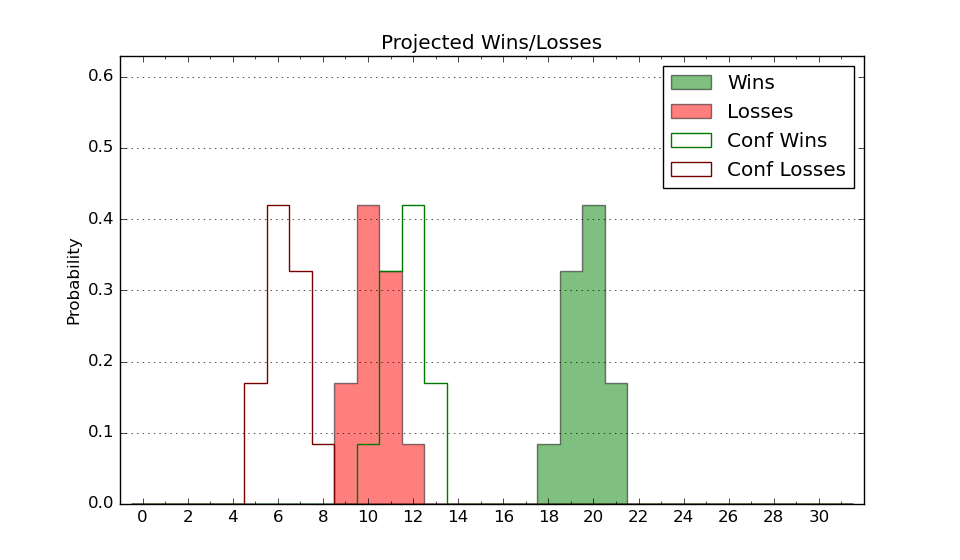 Projected Wins/Losses
0.6
0.5
0.4
0.3
0.2
0.1
0.0
Probability
Wins
Losses
Conf Wins
Conf Losses
0 2 4 6 8 10 12 14 16 18 20 22 24 26 28 30